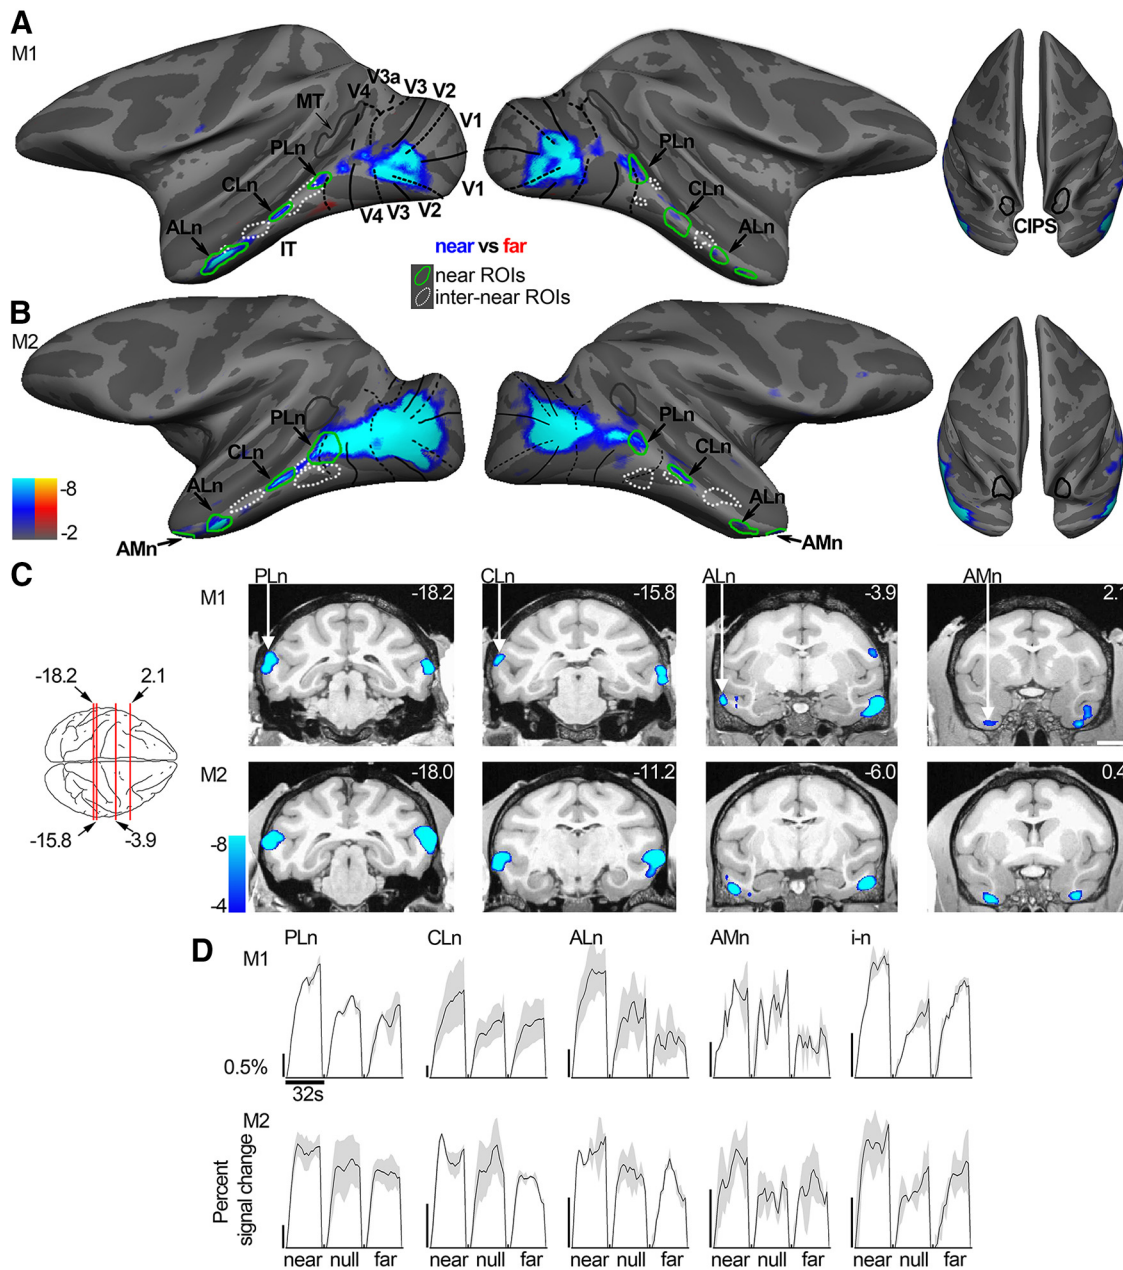 A
M1
V3a
V4
V3
V2
MT
V1
PLn
CLn
ALn
V1
V4
V3
V2
IT
PLn
CLn
ALn
CIPS
near vs far
near ROIs
inter-near ROIs
B
M2
PLn
CLn
ALn
AMn
PLn
CLn
ALn
AMn
-8
-2
C
M1
PLn
CLn
ALn
AMn
-18.2
-15.8
-3.9
2.1
-18.2
2.1
-15.8
-3.9
M2
-18.0
-11.2
-6.0
0.4
-8
-4
D
PLn
CLn
ALn
AMn
i-n
M1
0.5%
32s
M2
Percent
signal change
near null far
near null far
near null far
near null far
near null far